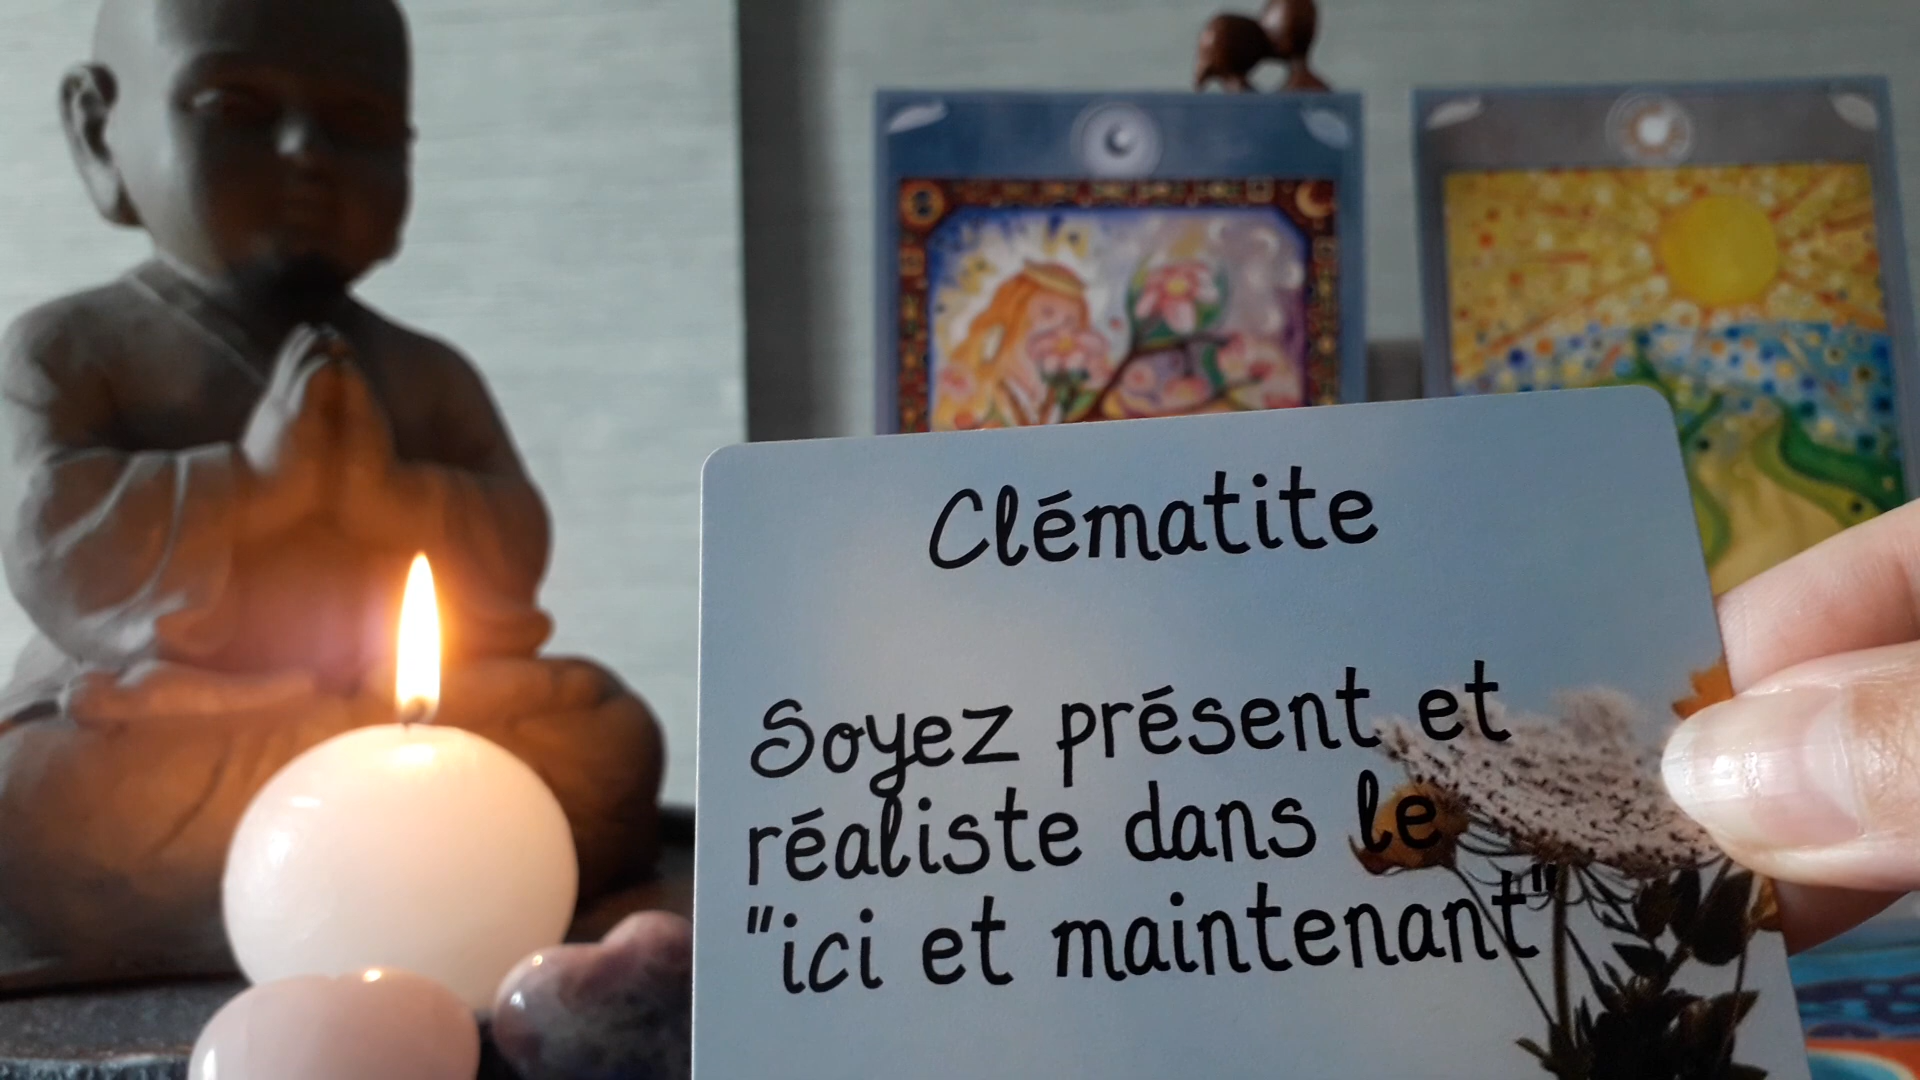 Clématite
Soyez présent et
réaliste dans le
"ici et maintenant"